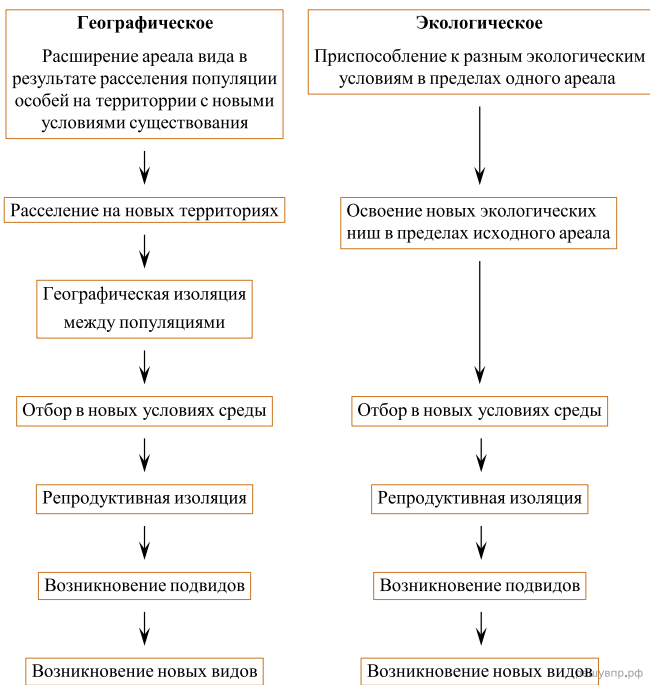 Географическое
Расширение ареала вида в
результате расселения популяции
особей на территоррии с новыми
условиями существования
Расселение на новых территориях
Географическая изоляция
между популяциями
Отбор в новых условиях среды
Репродуктивная изоляция
Возникновение подвидов
Возникновение новых видов
Экологическое
Приспособление к разным экологическим
условиям в пределах одного ареала
Освоение новых экологических
ниш в пределах исходного ареала
Отбор в новых условиях среды
Репродуктивная изоляция
Возникновение подвидов
Возникновение новых видов
решувпр.рф